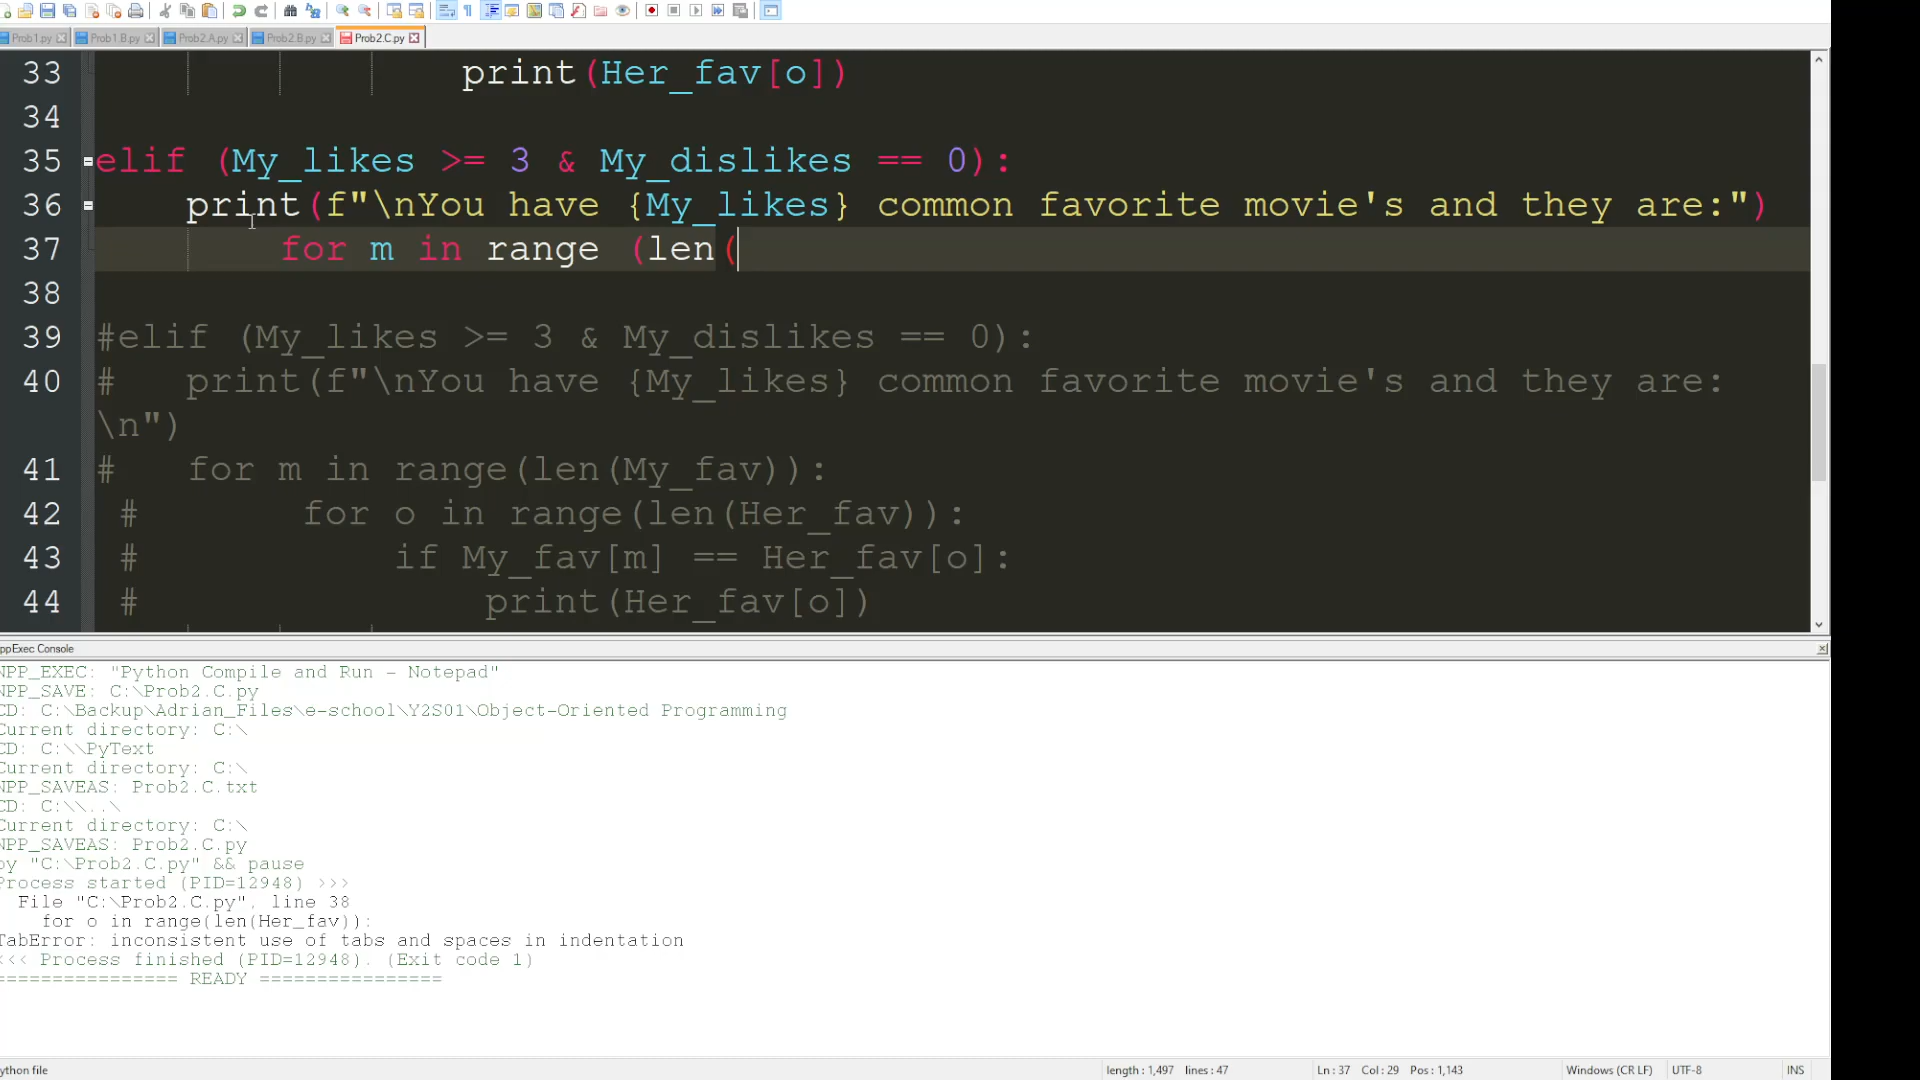 Prob1.py Prob1.B.py Prob2.A.py Prob2.B.py Prob2.C.py
33 print(Her_fav[o])
34
35 elif (My_likes >= 3 & My_dislikes == 0):
36 print(f"\nYou have {My_likes} common favorite movie's and they are:")
37 for m in range (len(
38
39 #elif (My_likes >= 3 & My_dislikes == 0):
40 # print(f"\nYou have {My_likes} common favorite movie's and they are:
\n")
41 # for m in range(len(My_fav)):
42 # for o in range(len(Her_fav)):
43 # if My_fav[m] == Her_fav[o]:
44 # print(Her_fav[o])
ppExec Console
NPP_EXEC: "Python Compile and Run - Notepad"
NPP_SAVE: C:\Prob2.C.py
CD: C:\Backup\Adrian_Files\e-school\Y2S01\Object-Oriented Programming
Current directory: C:\
CD: C:\\PyText
Current directory: C:\
NPP_SAVEAS: Prob2.C.txt
CD: C:\\..\
Current directory: C:\
NPP_SAVEAS: Prob2.C.py
py "C:\Prob2.C.py" && pause
Process started (PID=12948) >>>
File "C:\Prob2.C.py", line 38
for o in range(len(Her_fav)):
TabError: inconsistent use of tabs and spaces in indentation
<<< Process finished (PID=12948). (Exit code 1)
================ READY ================
ython file length : 1,497 lines : 47 Ln : 37 Col : 29 Pos : 1,143 Windows (CR LF) UTF-8 INS